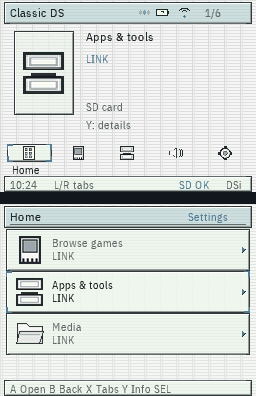 Classic DS 1/6
Apps & tools
LINK
SD card
Y: details
Home
10:24 L/R tabs SD OK DSi
Home Settings
Browse games
LINK
Apps & tools
LINK
Media
LINK
A Open B Back X Tabs Y Info SEL